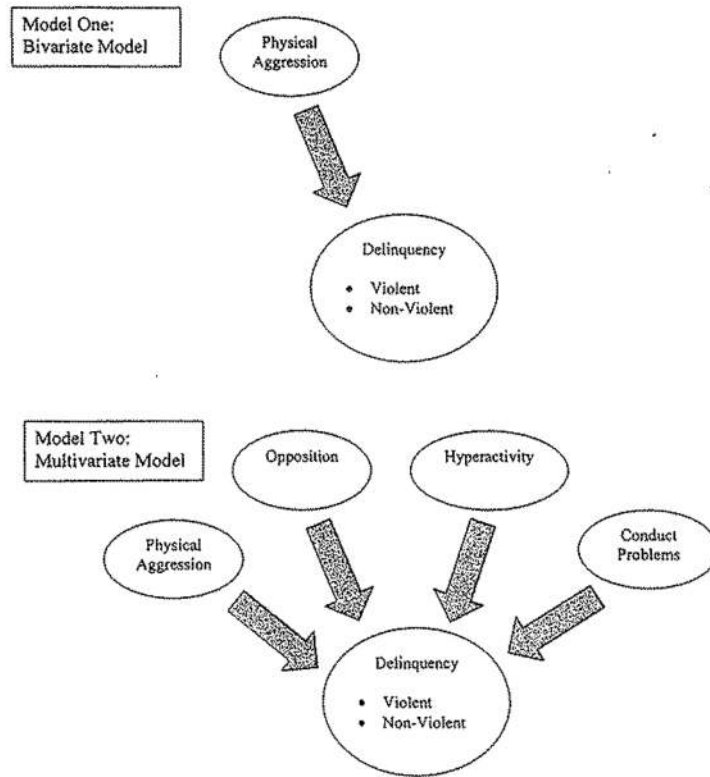 Model One:
Bivariate Model
Physical
Aggression
Delinquency
• Violent
• Non-Violent
Model Two:
Multivariate Model
Opposition
Hyperactivity
Physical
Aggression
Conduct
Problems
Delinquency
• Violent
• Non-Violent